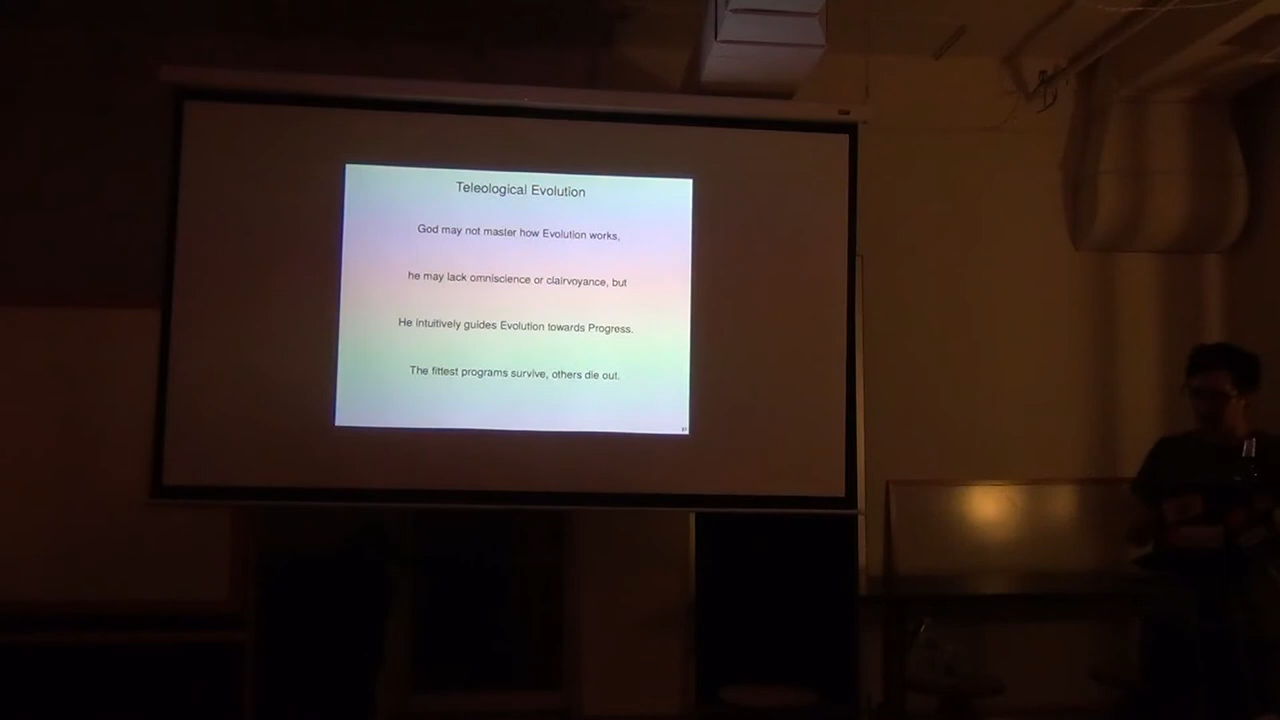 Teleological Evolution
God may not master how Evolution works,
he may lack omniscience or clairvoyance, but
He intuitively guides Evolution towards Progress.
The fittest programs survive, others die out.